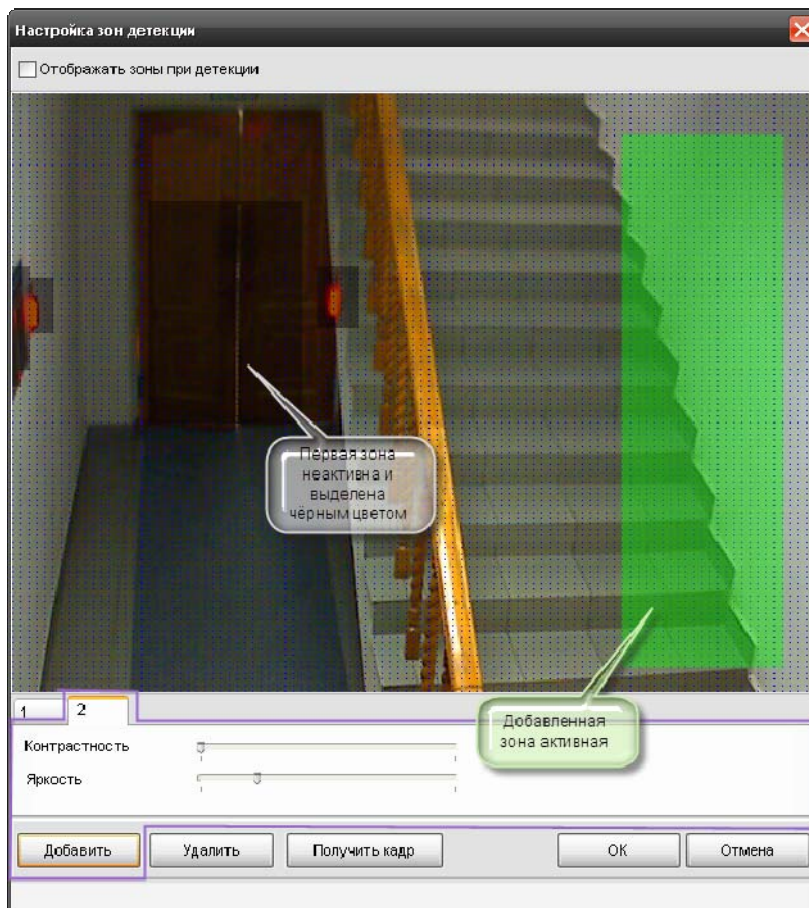 Настройка зон детекции
Отображать зоны при детекции
Первая зона
неактивна и
выделена
чёрным цветом
Добавленная
зона активная
1
2
Контрастность
Яркость
Добавить
Удалить
Получить кадр
ОК
Отмена